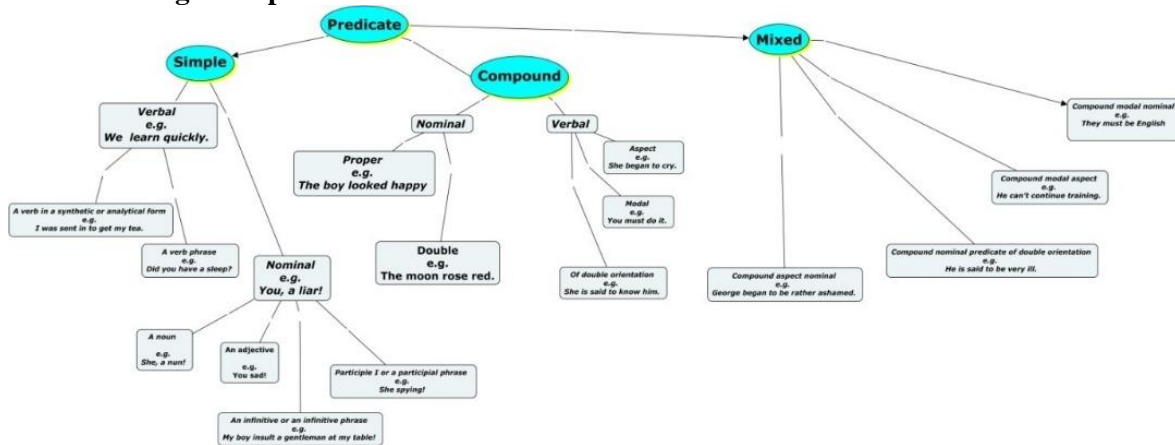 Predicate
Simple
Compound
Mixed
Verbal
e.g.
We learn quickly.
Nominal
Verbal
Compound modal nominal
e.g.
They must be English
Proper
e.g.
The boy looked happy
Aspect
e.g.
She began to cry.
Compound modal aspect
e.g.
He can't continue training.
Modal
e.g.
You must do it.
A verb in a synthetic or analytical form
e.g.
I was sent in to get my tea.
A verb phrase
e.g.
Did you have a sleep?
Nominal
e.g.
You, a liar!
Double
e.g.
The moon rose red.
Of double orientation
e.g.
She is said to know him.
Compound aspect nominal
e.g.
George began to be rather ashamed.
Compound nominal predicate of double orientation
e.g.
He is said to be very ill.
A noun
e.g.
She, a nun!
An adjective
e.g.
You sad!
Participle I or a participial phrase
e.g.
She spying!
An infinitive or an infinitive phrase
e.g.
My boy insult a gentleman at my table!